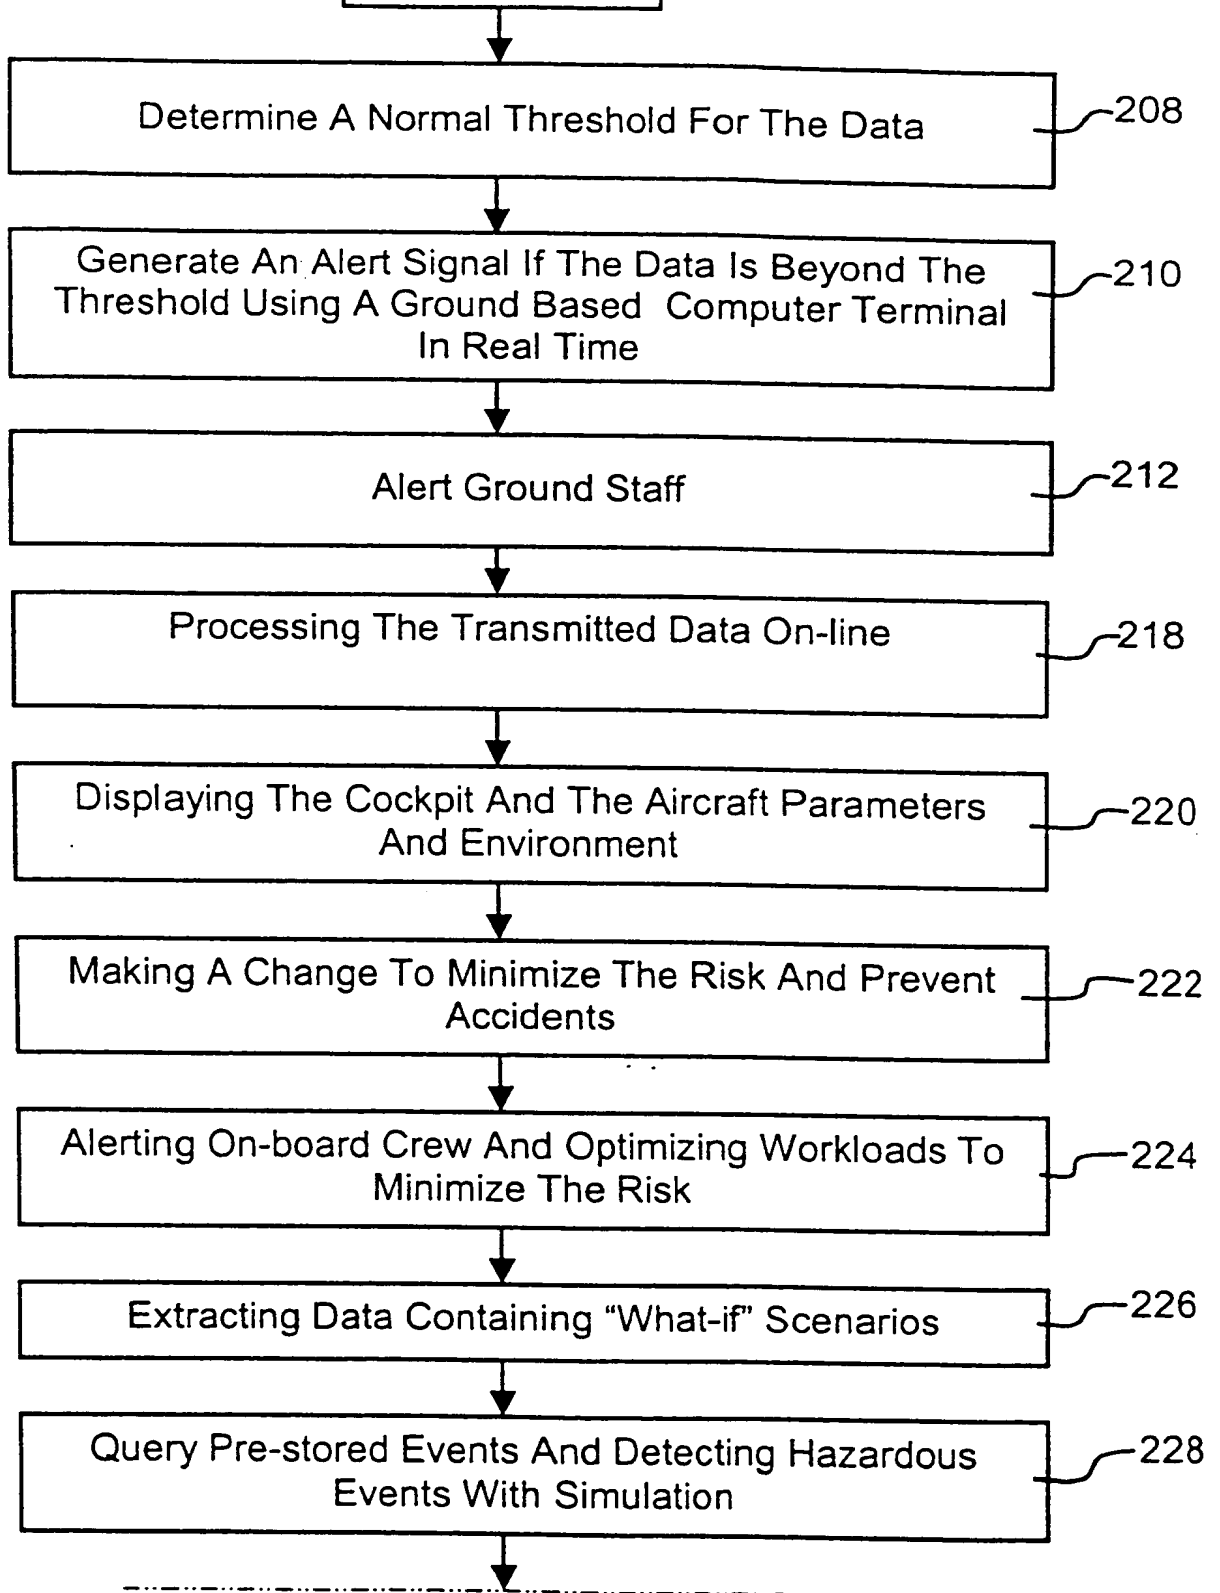 Determine A Normal Threshold For The Data
208
Generate An Alert Signal If The Data Is Beyond The
Threshold Using A Ground Based Computer Terminal
In Real Time
210
Alert Ground Staff
212
Processing The Transmitted Data On-line
218
Displaying The Cockpit And The Aircraft Parameters
And Environment
220
Making A Change To Minimize The Risk And Prevent
Accidents
222
Alerting On-board Crew And Optimizing Workloads To
Minimize The Risk
224
Extracting Data Containing “What-if” Scenarios
226
Query Pre-stored Events And Detecting Hazardous
Events With Simulation
228